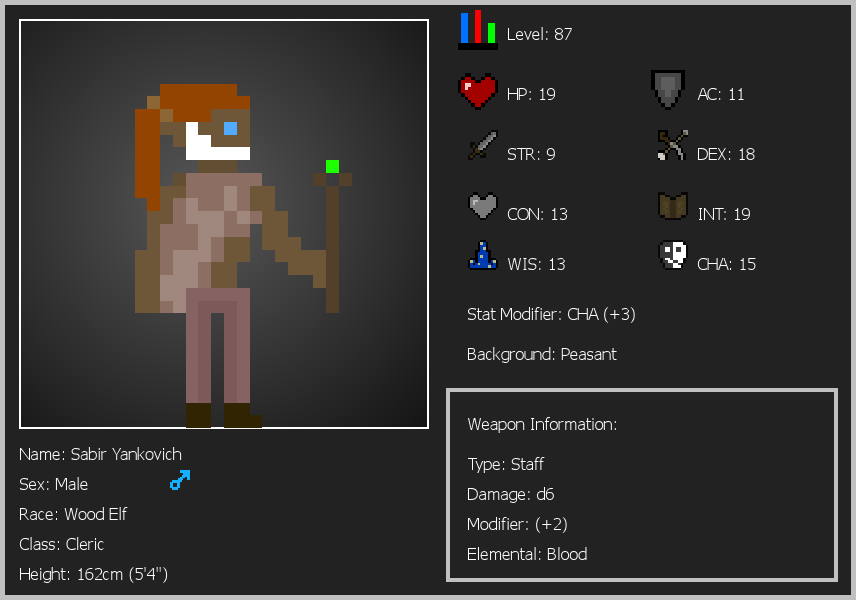 Level: 87
HP: 19
AC: 11
STR: 9
DEX: 18
CON: 13
INT: 19
WIS: 13
CHA: 15
Stat Modifier: CHA (+3)
Background: Peasant
Weapon Information:
Type: Staff
Damage: d6
Modifier: (+2)
Elemental: Blood
Name: Sabir Yankovich
Sex: Male
Race: Wood Elf
Class: Cleric
Height: 162cm (5'4")